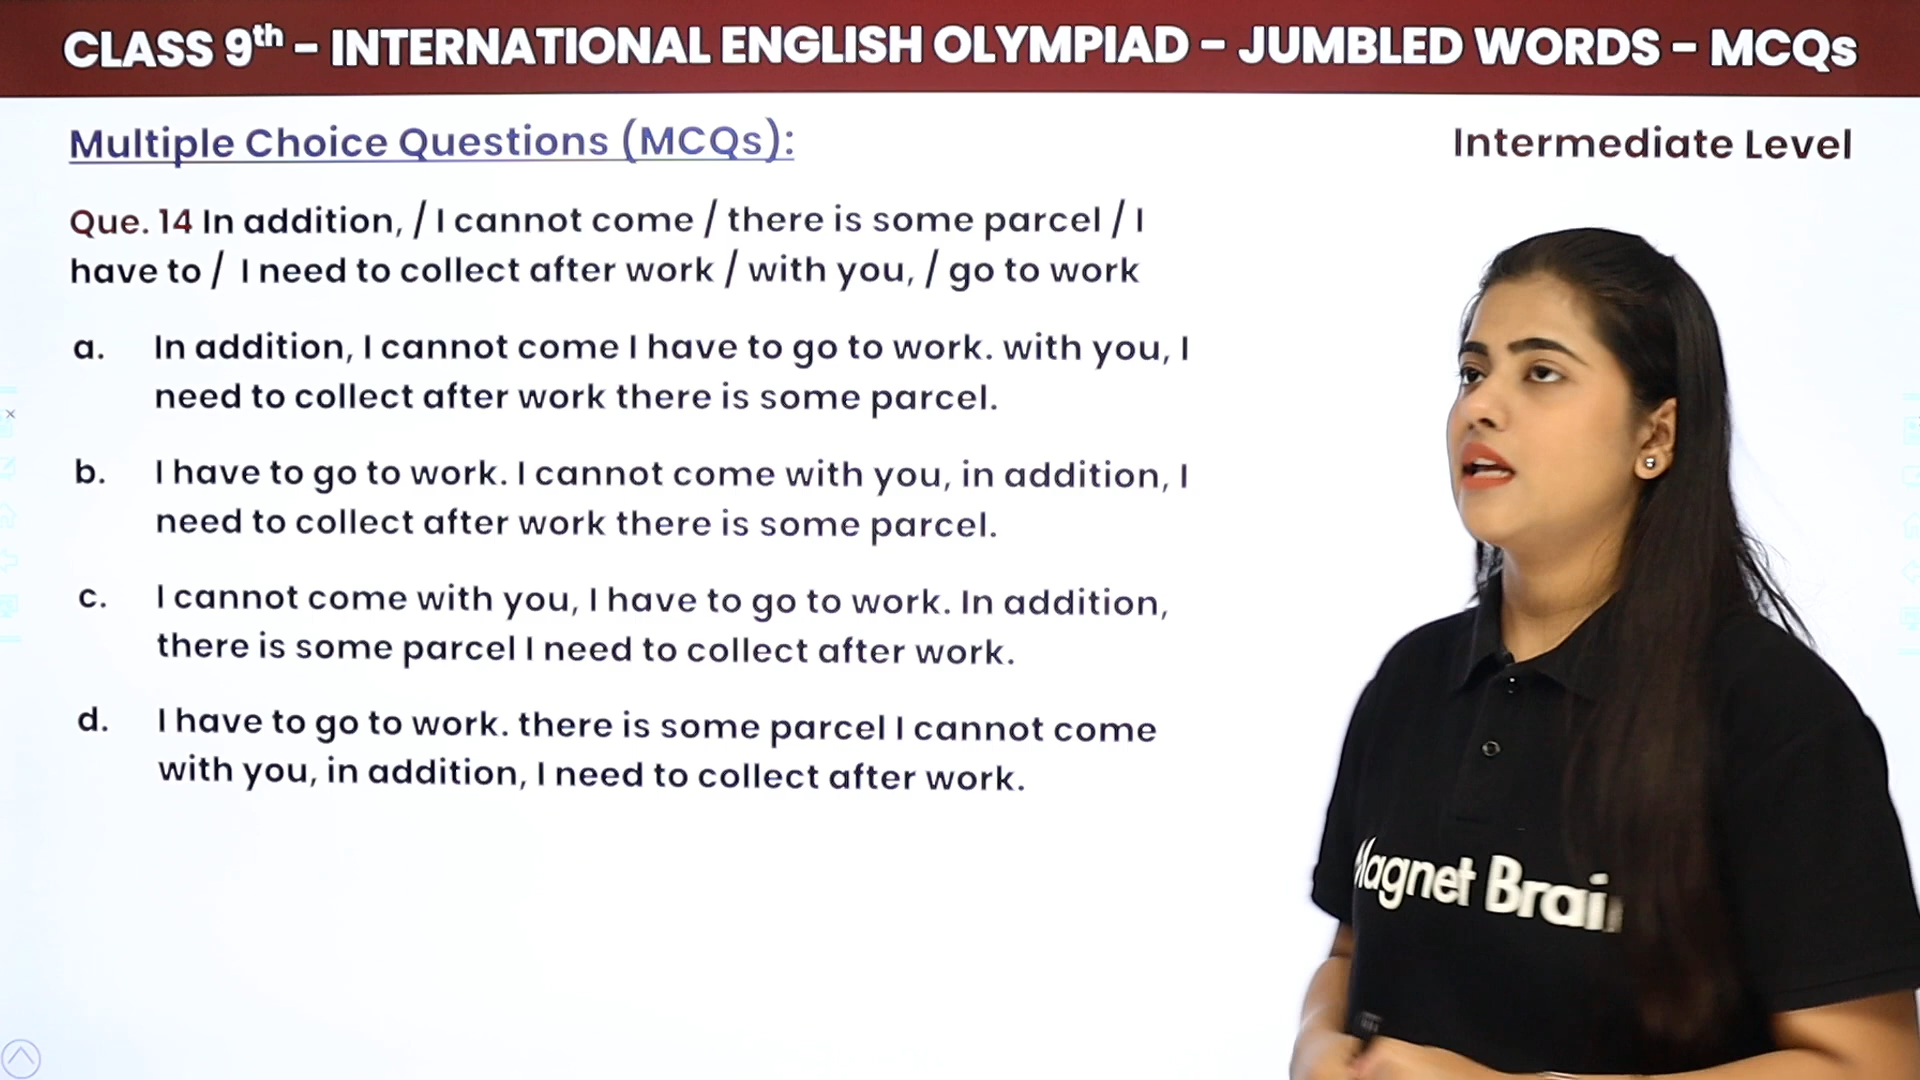 CLASS 9th – INTERNATIONAL ENGLISH OLYMPIAD – JUMBLED WORDS – MCQs
Multiple Choice Questions (MCQs):
Intermediate Level
Que. 14 In addition, / I cannot come / there is some parcel / I
have to / I need to collect after work / with you, / go to work
a. In addition, I cannot come I have to go to work. with you, I
need to collect after work there is some parcel.
b. I have to go to work. I cannot come with you, in addition, I
need to collect after work there is some parcel.
c. I cannot come with you, I have to go to work. In addition,
there is some parcel I need to collect after work.
d. I have to go to work. there is some parcel I cannot come
with you, in addition, I need to collect after work.
Magnet Brai